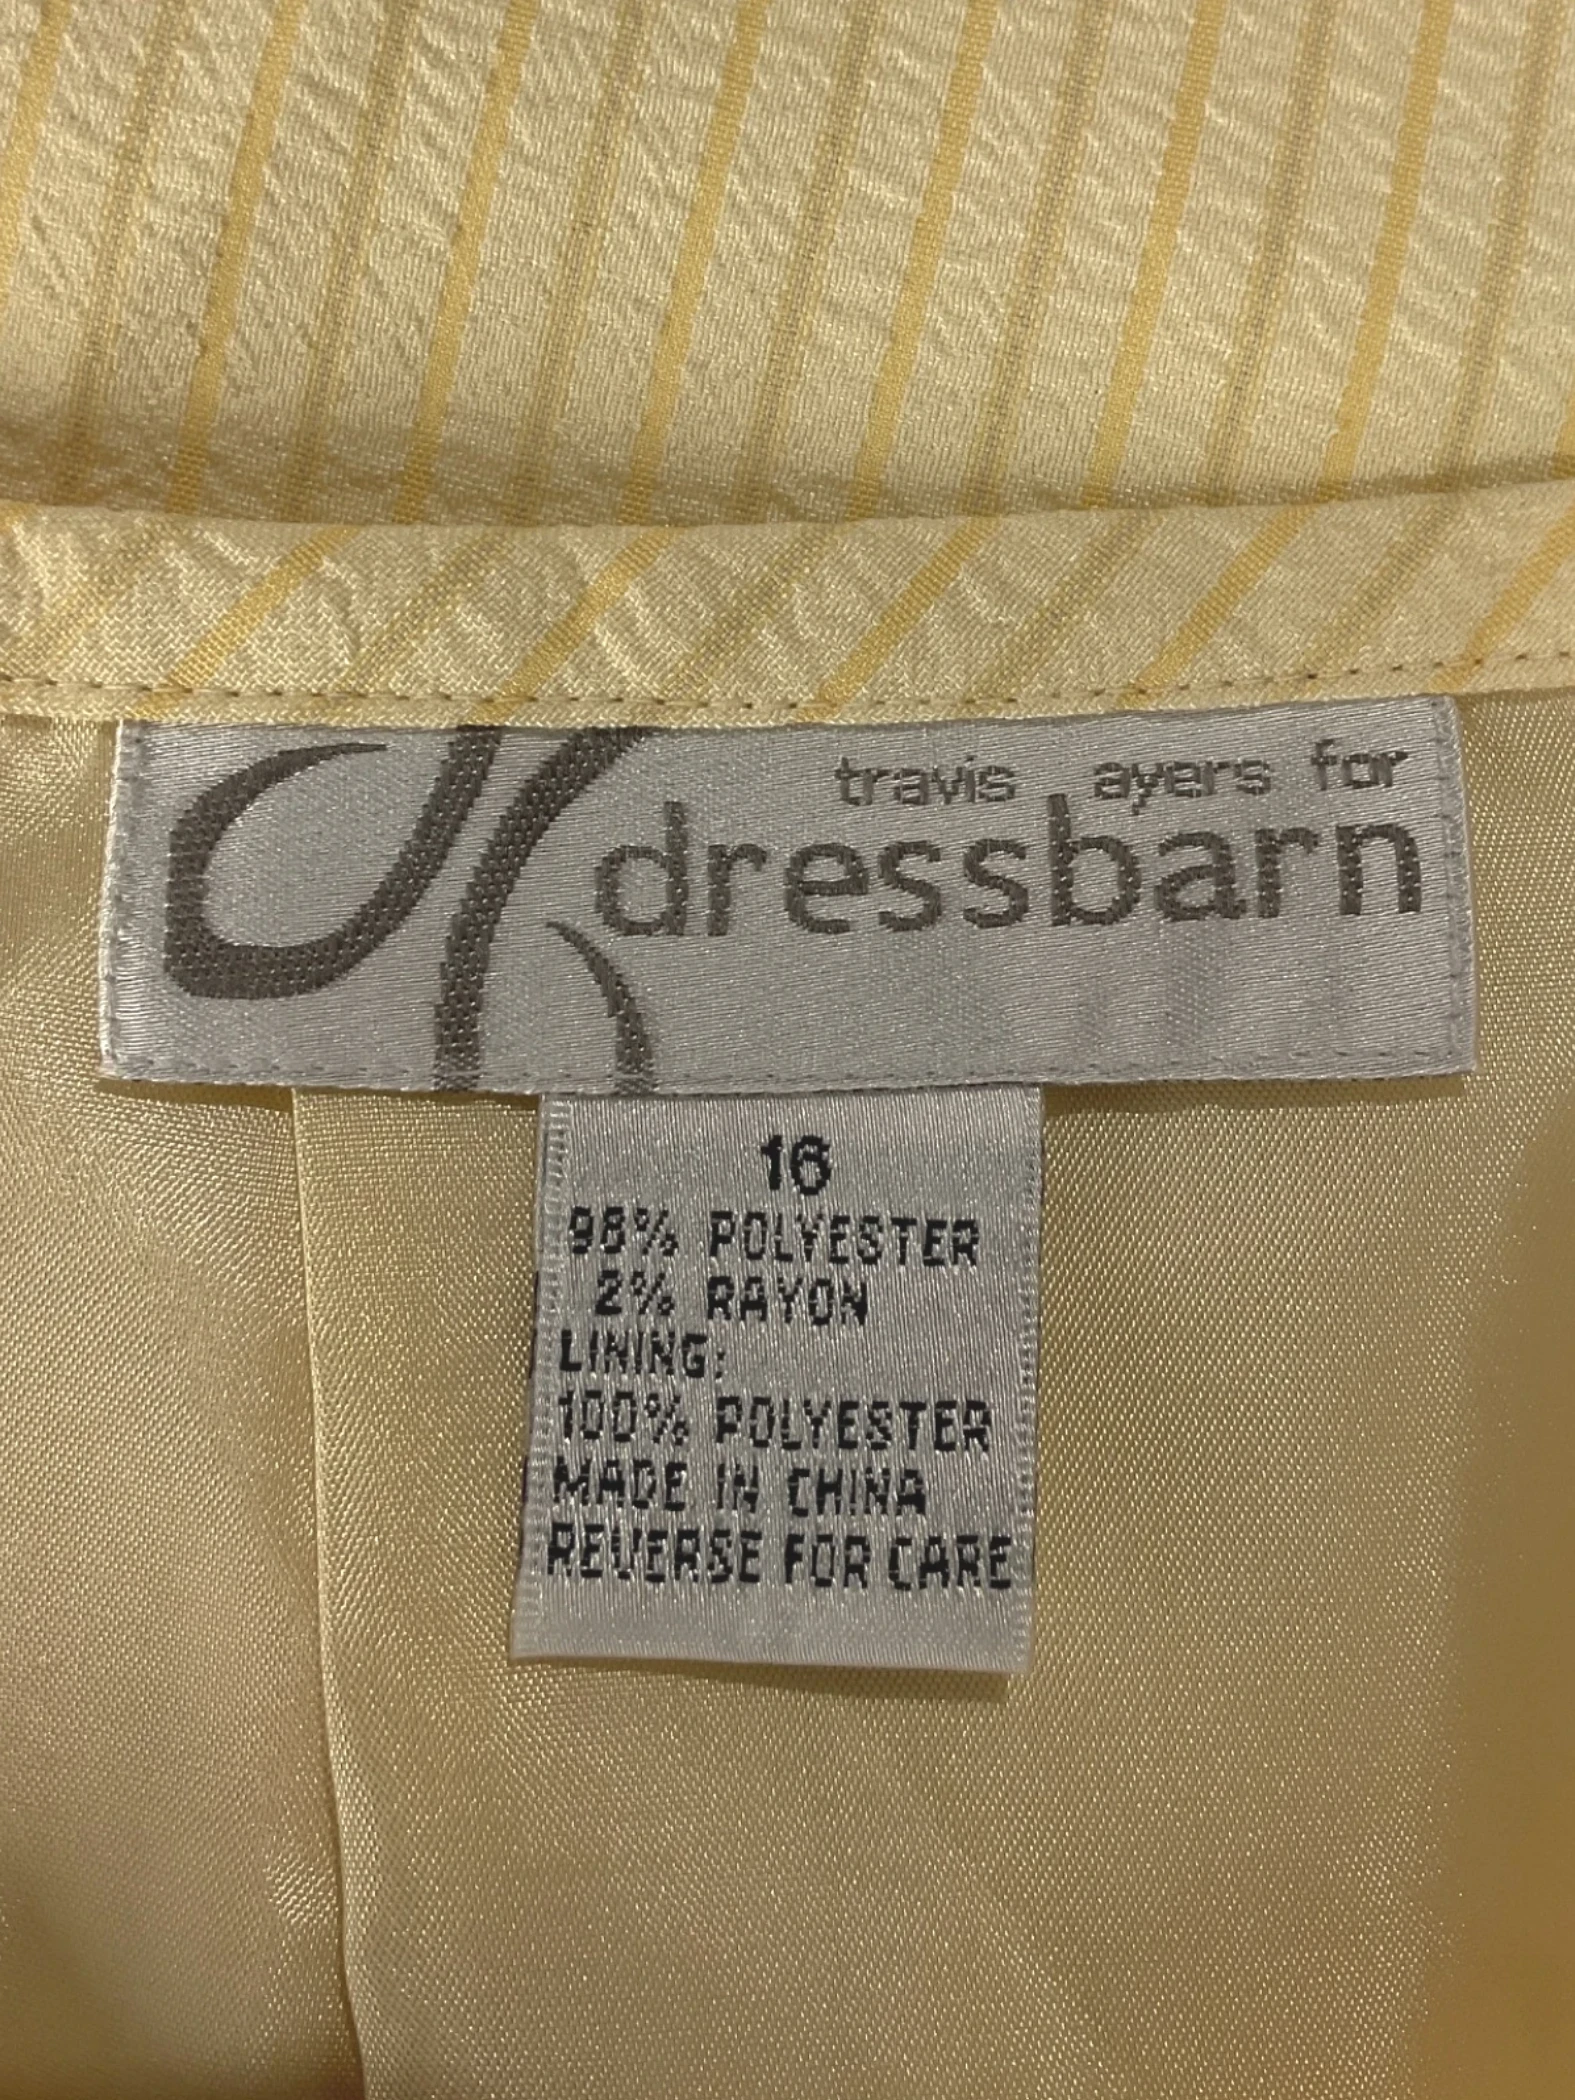 travis ayers for
dressbarn
16
98% POLYESTER
2% RAYON
LINING:
100% POLYESTER
MADE IN CHINA
REVERSE FOR CARE